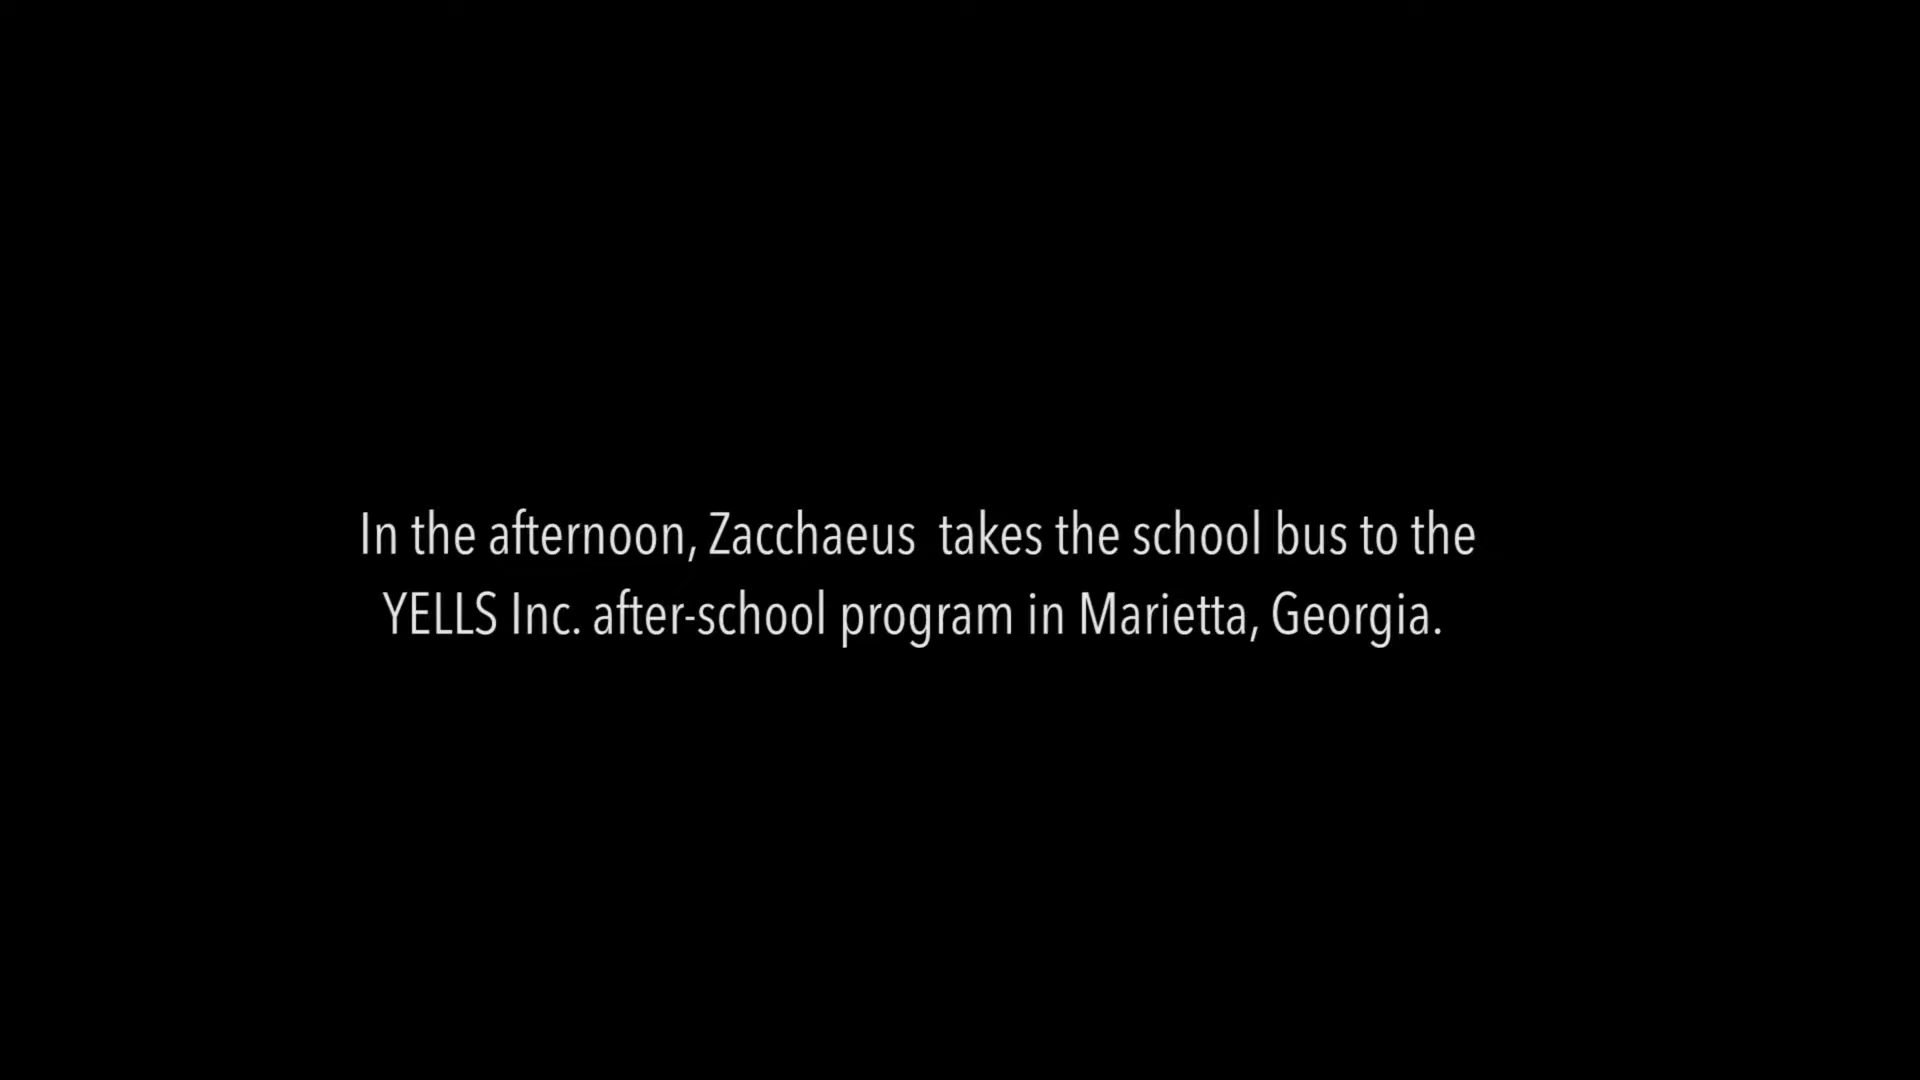 In the afternoon, Zacchaeus  takes the school bus to the
YELLS Inc. after-school program in Marietta, Georgia.